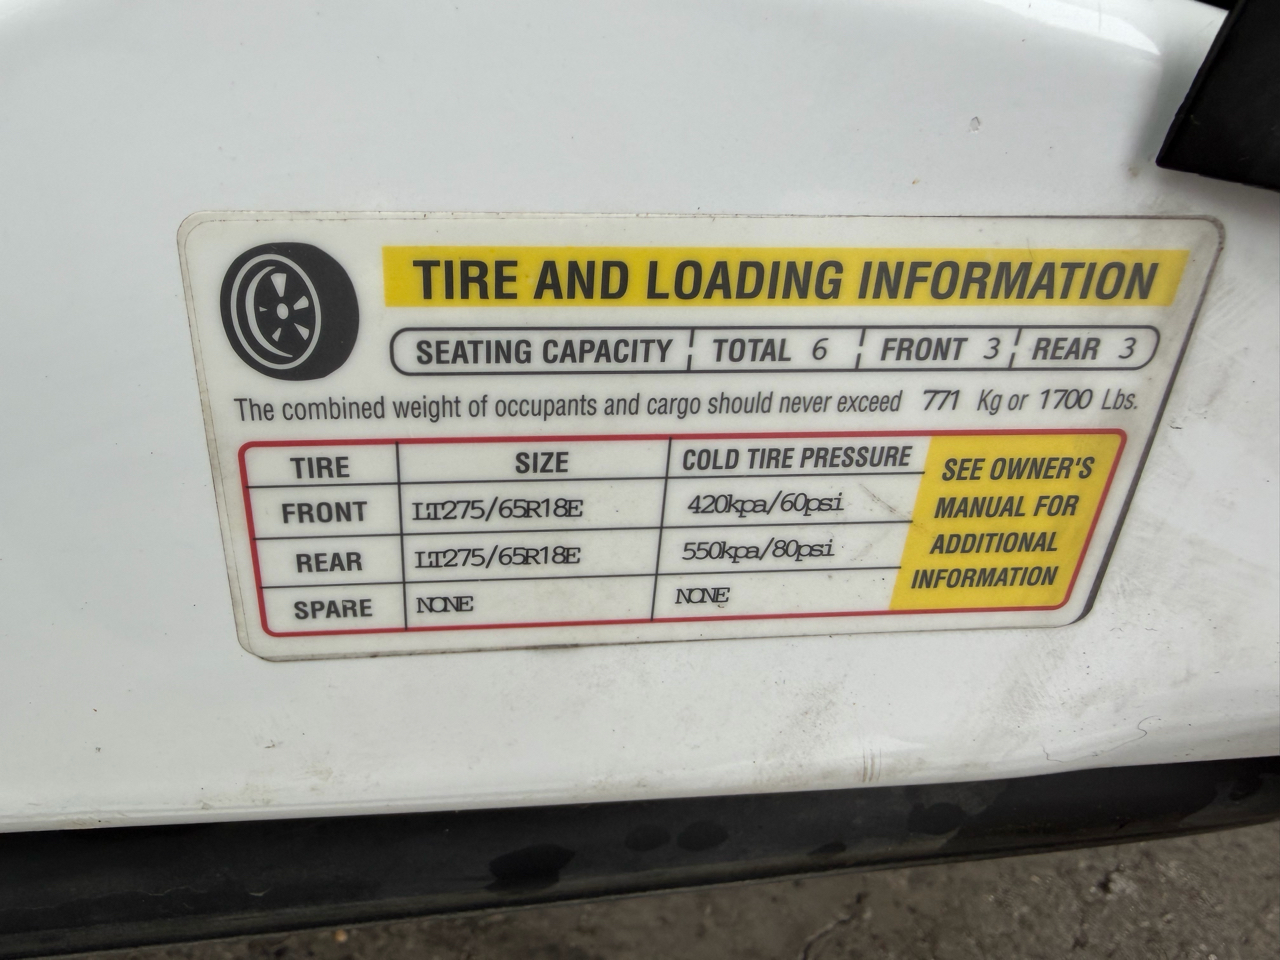 TIRE AND LOADING INFORMATION
SEATING CAPACITY TOTAL 6 FRONT 3 REAR 3
The combined weight of occupants and cargo should never exceed 771 Kg or 1700 Lbs.
TIRE SIZE COLD TIRE PRESSURE
FRONT LT275/65R18E 420kpa/60psi
REAR LT275/65R18E 550kpa/80psi
SPARE NONE NONE
SEE OWNER'S
MANUAL FOR
ADDITIONAL
INFORMATION